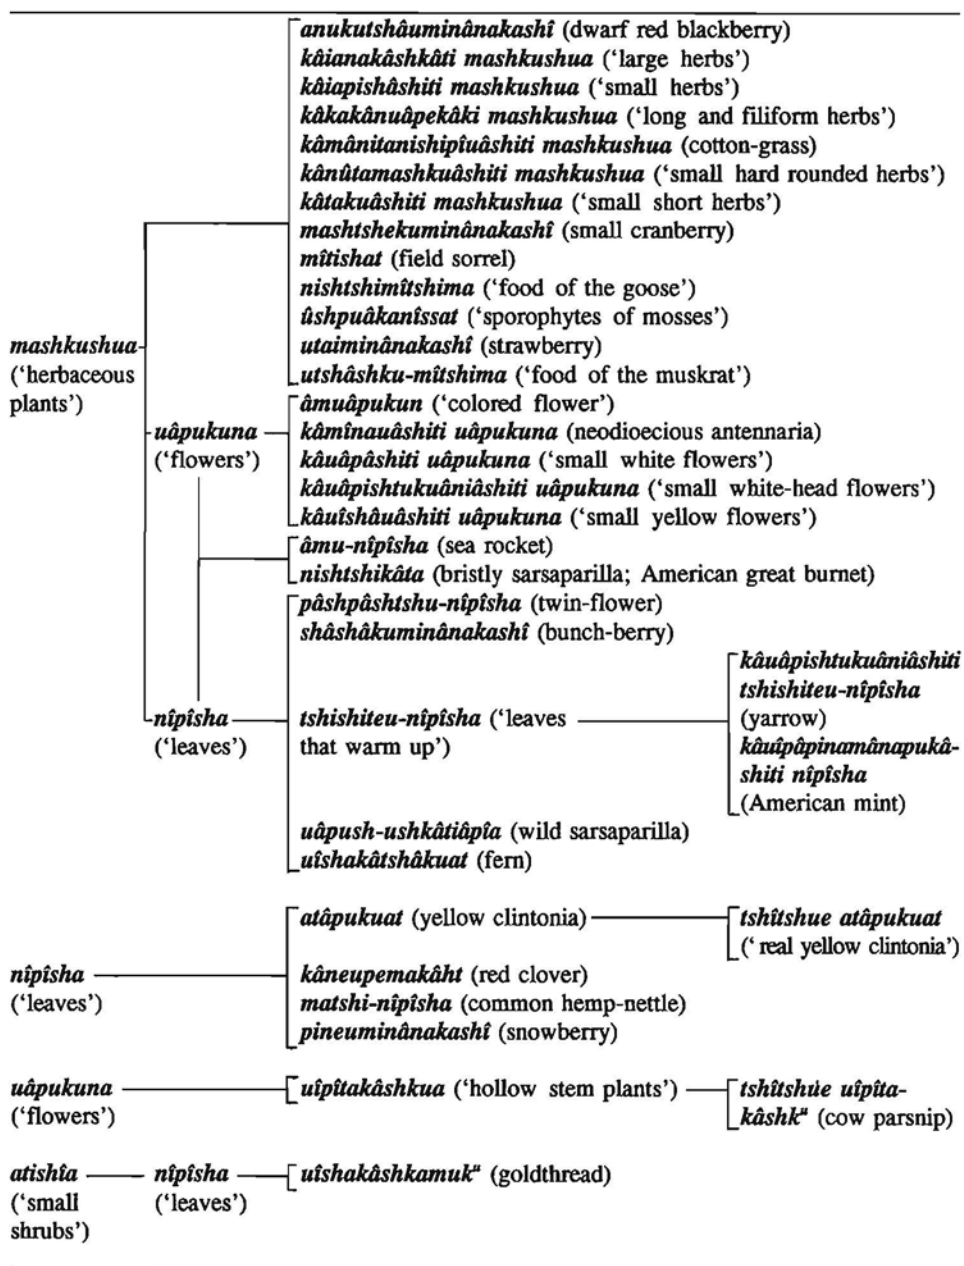 anukutshâuminânakashî (dwarf red blackberry)
kâianakâshkâti mashkushua (‘large herbs’)
kâiapishâshiti mashkushua (‘small herbs’)
kâkakânuâpekâki mashkushua (‘long and filiform herbs’)
kâmânitanishipîuâshiti mashkushua (cotton-grass)
kânûtamashkuâshiti mashkushua (‘small hard rounded herbs’)
kâtakuâshiti mashkushua (‘small short herbs’)
mashtshekuminânakashî (small cranberry)
mîtishat (field sorrel)
nishtshimîtshima (‘food of the goose’)
ûshpuâkanîssat (‘sporophytes of mosses’)
utaiminânakashî (strawberry)
utshâshku-mîtshima (‘food of the muskrat’)
mashkushua
(‘herbaceous
plants’)
uâpukuna
(‘flowers’)
âmuâpukun (‘colored flower’)
kâmînauâshiti uâpukuna (neodioecious antennaria)
kâuâpâshiti uâpukuna (‘small white flowers’)
kâuâpishtukuâniâshiti uâpukuna (‘small white-head flowers’)
kâuîshâuâshiti uâpukuna (‘small yellow flowers’)
âmu-nîpîsha (sea rocket)
nishtshikâta (bristly sarsaparilla; American great burnet)
nîpîsha
(‘leaves’)
pâshpâshtshu-nîpîsha (twin-flower)
shâshâkuminânakashî (bunch-berry)
tshishiteu-nîpîsha (‘leaves
that warm up’)
kâuâpishtukuâniâshiti
tshishiteu-nîpîsha
(yarrow)
kâuîpâpinamânapukâ-
shiti nîpîsha
(American mint)
uâpush-ushkâtiâpîa (wild sarsaparilla)
uîshakâtshâkuat (fern)
nîpîsha
(‘leaves’)
atâpukuat (yellow clintonia)
tshîtshue atâpukuat
(‘ real yellow clintonia’)
kâneupemakâht (red clover)
matshi-nîpîsha (common hemp-nettle)
pineuminânakashî (snowberry)
uâpukuna
(‘flowers’)
uîpîtakâshkua (‘hollow stem plants’)
tshîtshue uîpîta-
kâshkᵘ (cow parsnip)
atishîa
(‘small
shrubs’)
nîpîsha
(‘leaves’)
uîshakâshkamukᵘ (goldthread)